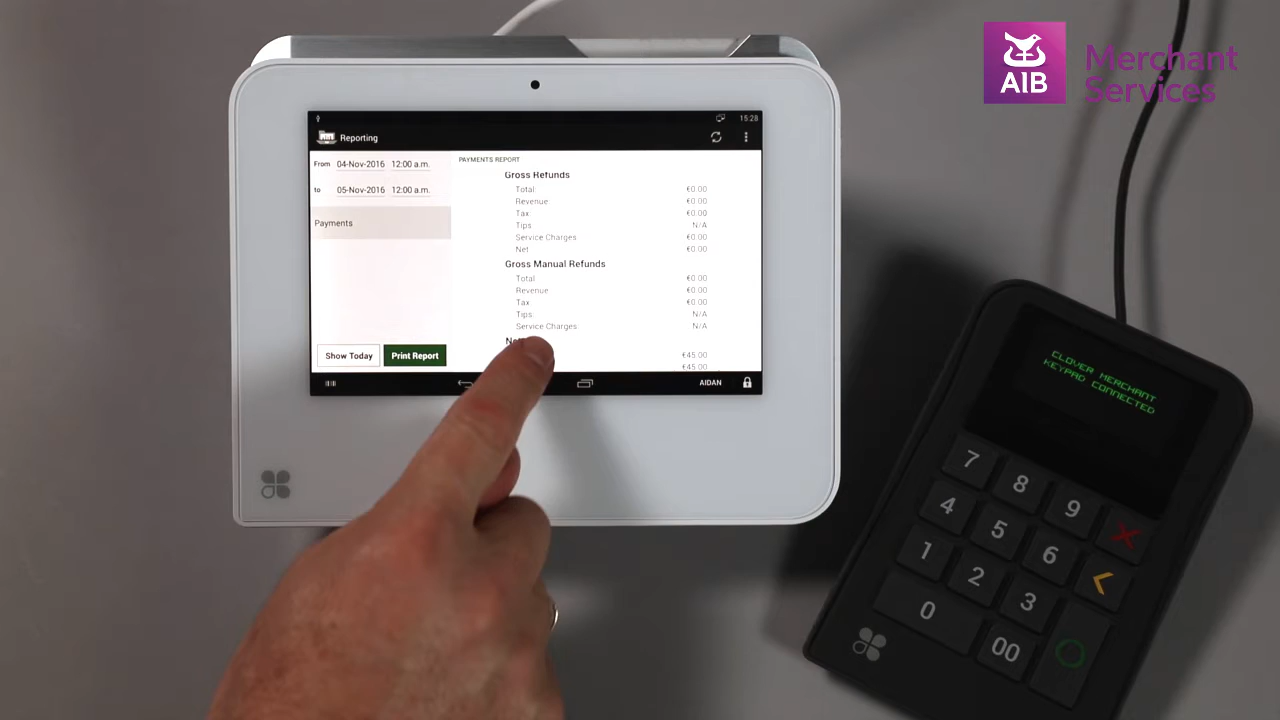 AIB
Merchant
Services
15:28
Reporting
From 04-Nov-2016 12:00 a.m.
to 05-Nov-2016 12:00 a.m.
Payments
Show Today
Print Report
PAYMENTS REPORT
Gross Refunds
Total €0.00
Revenue €0.00
Tax €0.00
Tips N/A
Service Charges €0.00
Net €0.00
Gross Manual Refunds
Total €0.00
Revenue €0.00
Tax €0.00
Tips N/A
Service Charges N/A
€45.00
€45.00
AIDAN
CLOVER MERCHANT
KEYPAD CONNECTED
7 8 9
4 5 6
1 2 3
0 00